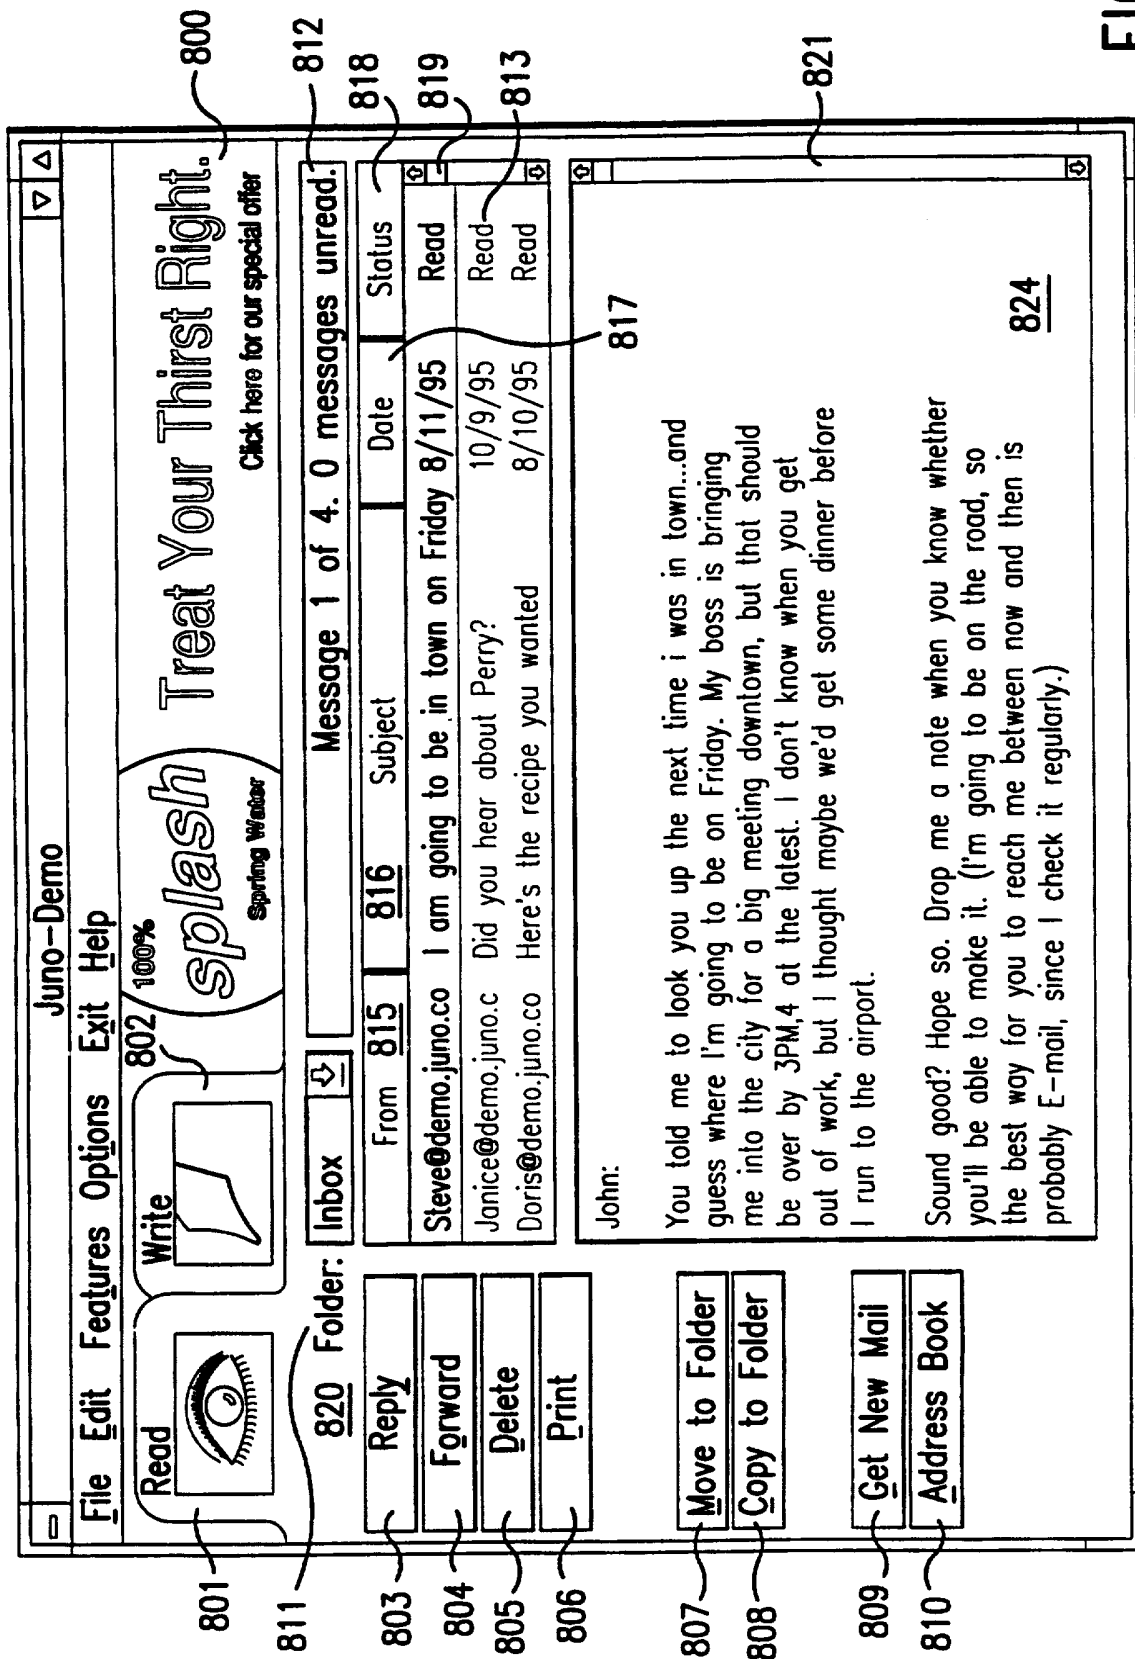 Juno-Demo
File Edit Features Options Exit Help
Read
Write
802
100%
splash
Spring Water
Treat Your Thirst Right.
Click here for our special offer
800
801
811
820 Folder: Inbox
Message 1 of 4. 0 messages unread.
812
From 815
816 Subject
Date
Status
818
Steve@demo.juno.co I am going to be in town on Friday 8/11/95 Read
819
Janice@demo.juno.c Did you hear about Perry? 10/9/95 Read
813
Doris@demo.juno.co Here's the recipe you wanted 8/10/95 Read
817
803 Reply
804 Forward
805 Delete
806 Print
807 Move to Folder
808 Copy to Folder
809 Get New Mail
810 Address Book
John:
You told me to look you up the next time i was in town...and
guess where I'm going to be on Friday. My boss is bringing
me into the city for a big meeting downtown, but that should
be over by 3PM,4 at the latest. I don't know when you get
out of work, but I thought maybe we'd get some dinner before
I run to the airport.
821
Sound good? Hope so. Drop me a note when you know whether
you'll be able to make it. (I'm going to be on the road, so
the best way for you to reach me between now and then is
probably E-mail, since I check it regularly.)
824